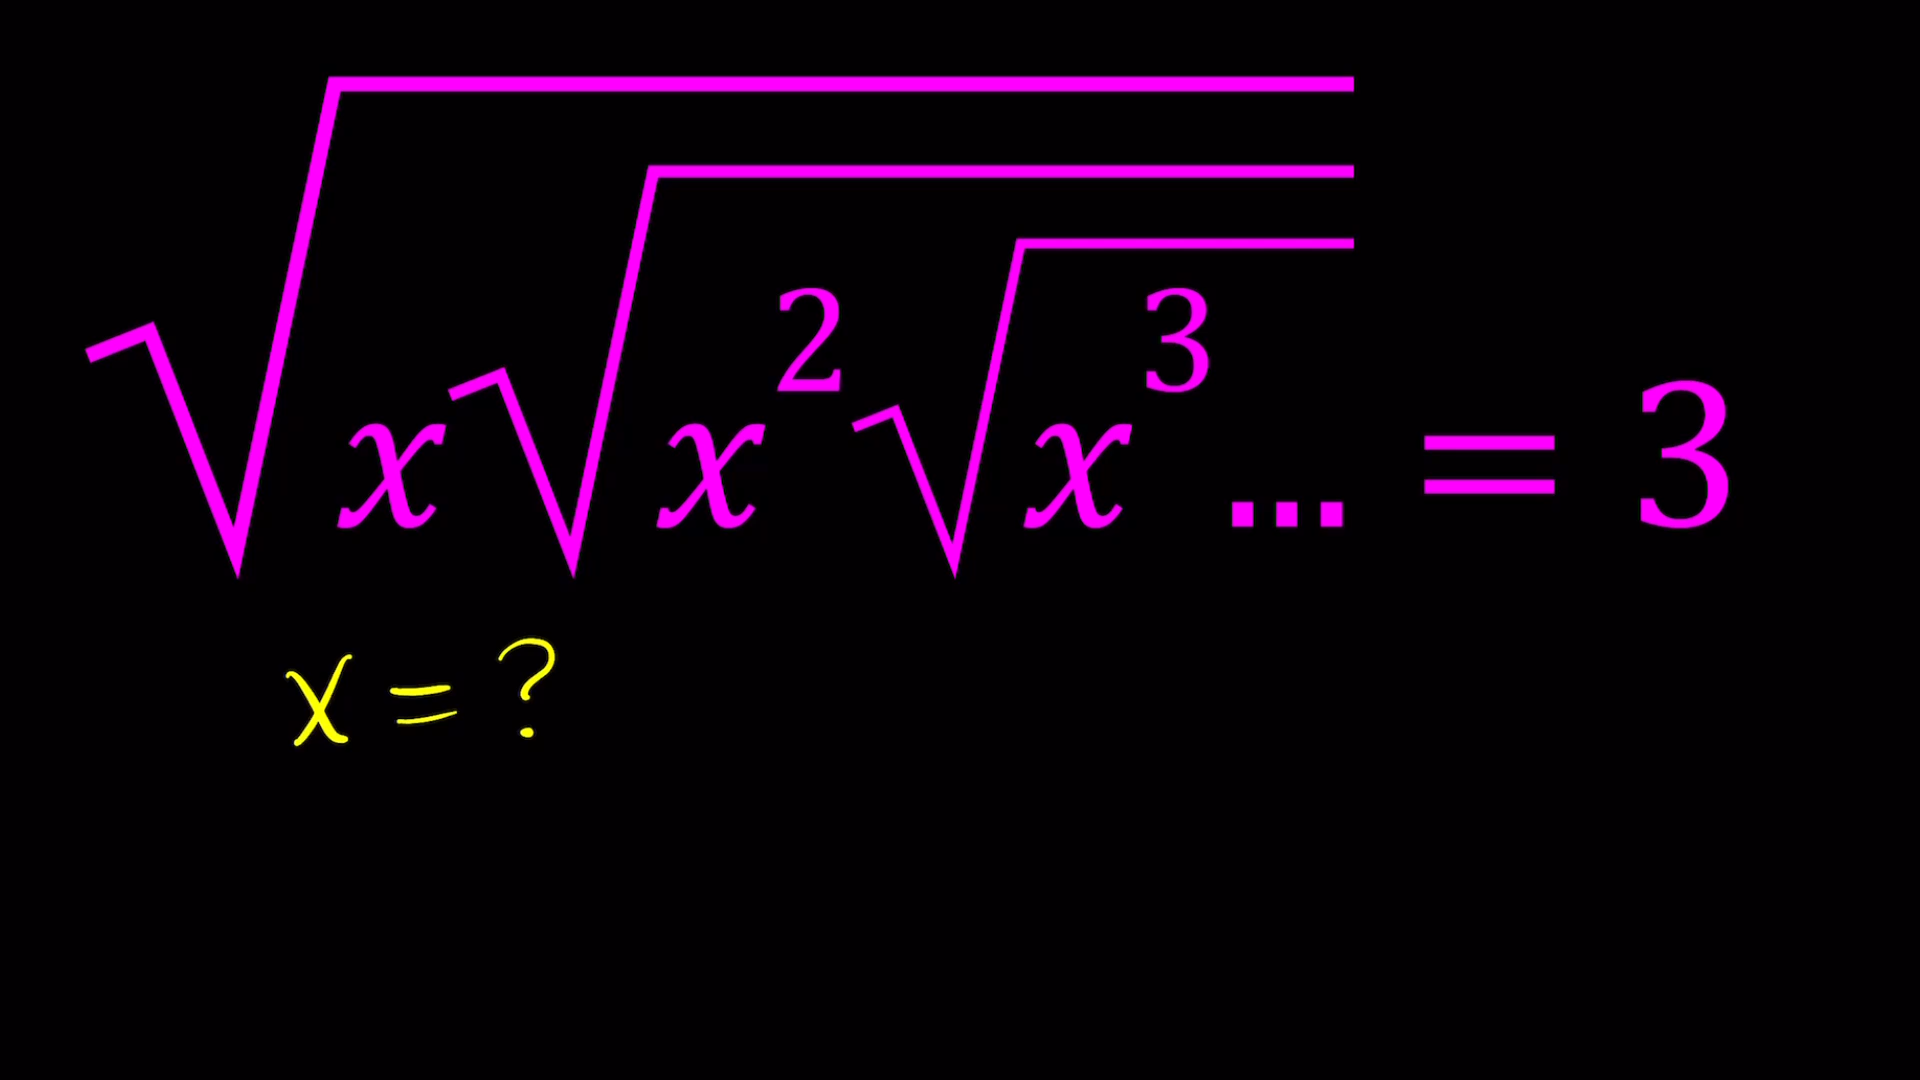 √(x√(x²√(x³...))) = 3
x = ?